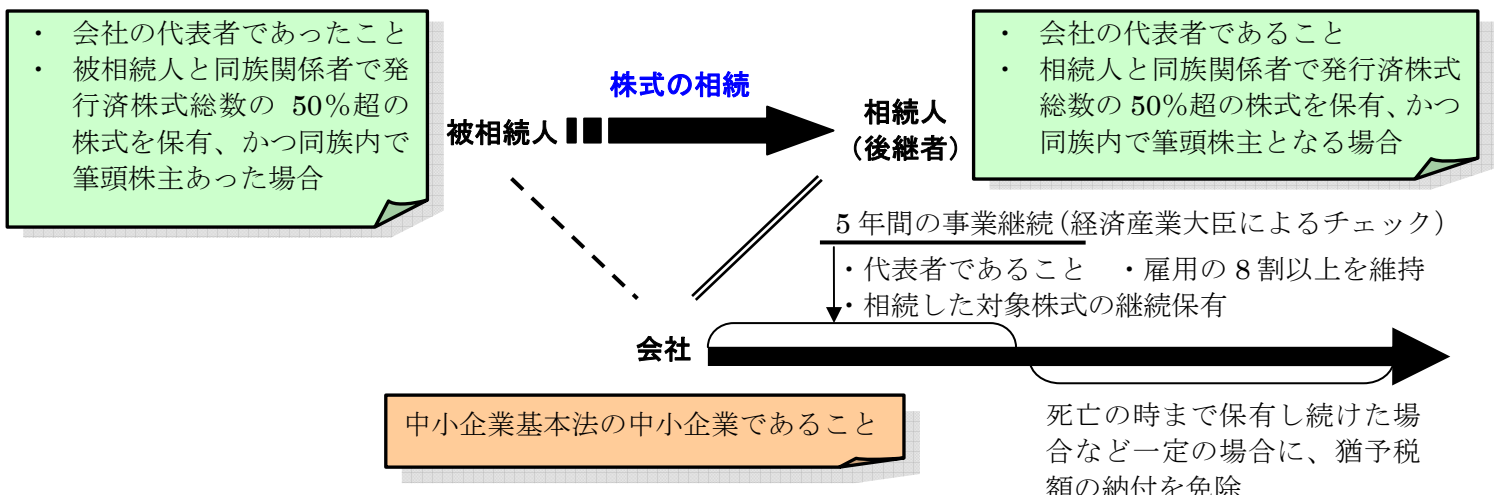 ・ 会社の代表者であったこと
・ 被相続人と同族関係者で発
行済株式総数の 50％超の
株式を保有、かつ同族内で
筆頭株主あった場合
株式の相続
被相続人
相続人
（後継者）
・ 会社の代表者であること
・ 相続人と同族関係者で発行済株式
総数の 50％超の株式を保有、かつ
同族内で筆頭株主となる場合
5 年間の事業継続（経済産業大臣によるチェック）
・代表者であること ・雇用の 8 割以上を維持
・相続した対象株式の継続保有
会社
中小企業基本法の中小企業であること
死亡の時まで保有し続けた場
合など一定の場合に、猶予税
額の納付を免除